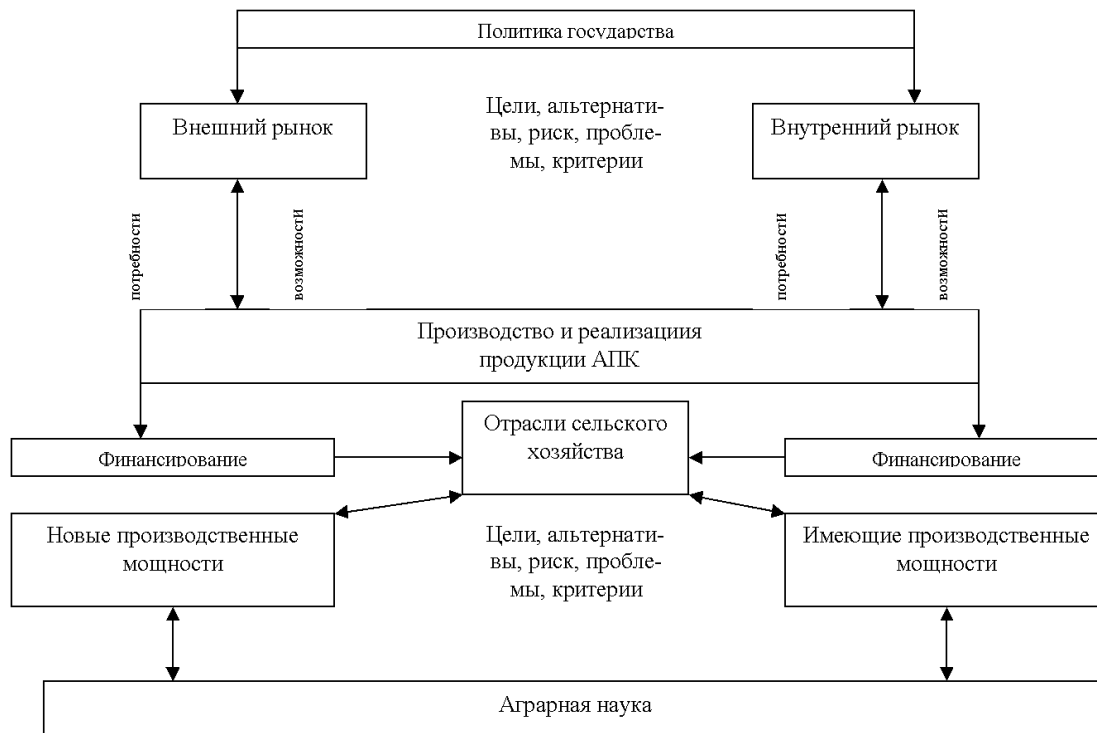 Политика государства
Внешний рынок
Цели, альтернати-
вы, риск, пробле-
мы, критерии
Внутренний рынок
потребности
возможности
потребности
возможности
Производство и реализациия
продукции АПК
Финансирование
Отрасли сельского
хозяйства
Финансирование
Новые производственные
мощности
Цели, альтернати-
вы, риск, пробле-
мы, критерии
Имеющие производственные
мощности
Аграрная наука